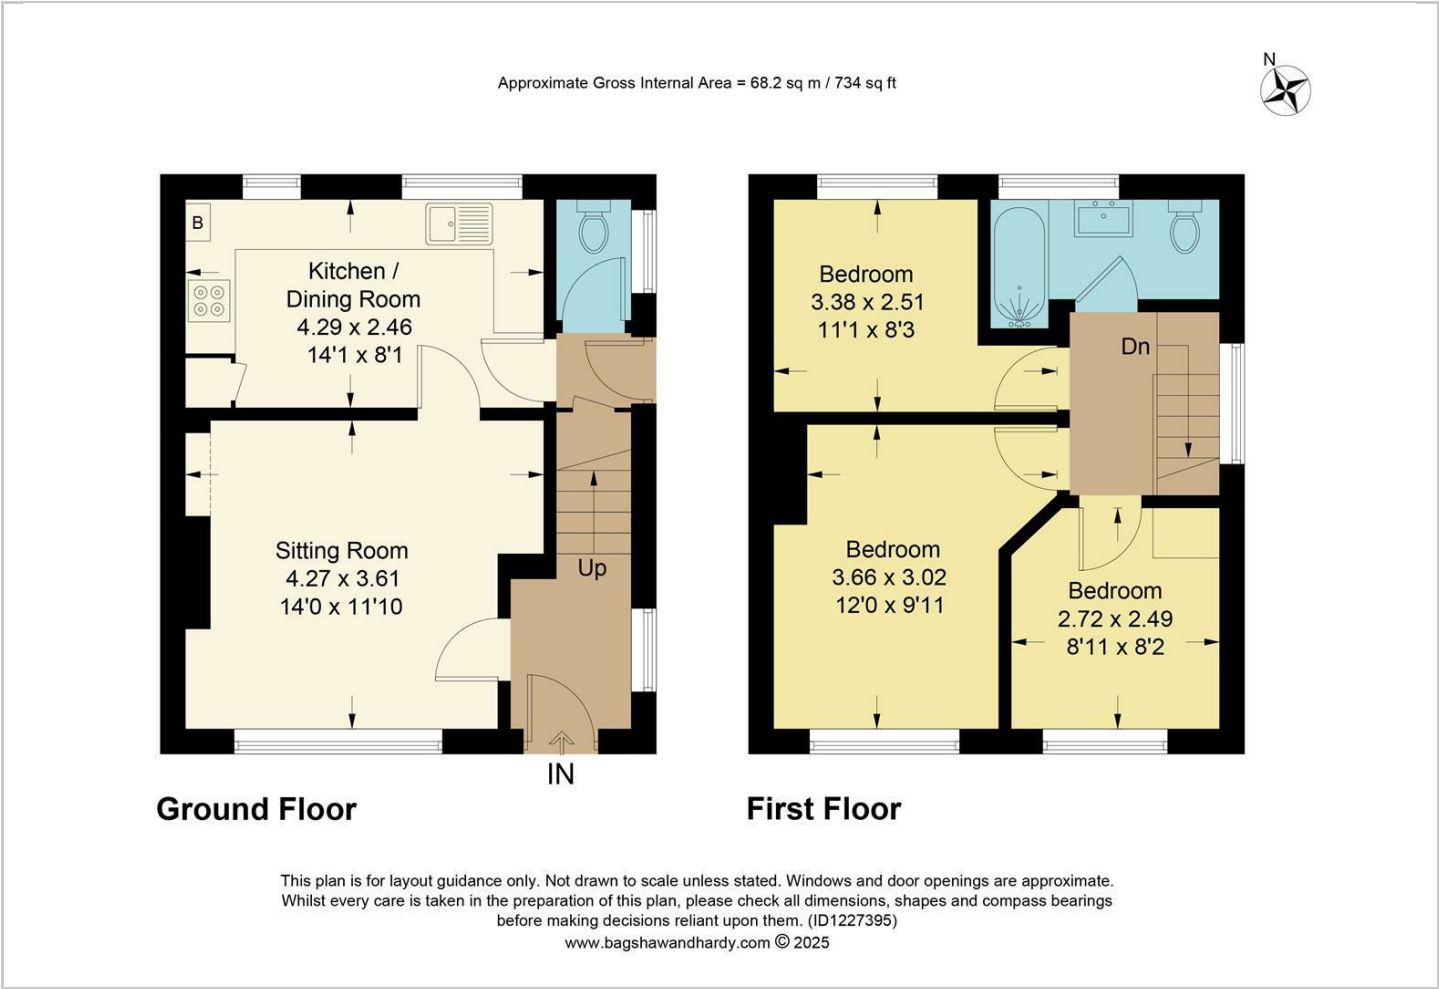 Approximate Gross Internal Area = 68.2 sq m / 734 sq ft
N
B
Kitchen /
Dining Room
4.29 x 2.46
14'1 x 8'1
Sitting Room
4.27 x 3.61
14'0 x 11'10
Up
IN
Ground Floor
Bedroom
3.38 x 2.51
11'1 x 8'3
Dn
Bedroom
3.66 x 3.02
12'0 x 9'11
Bedroom
2.72 x 2.49
8'11 x 8'2
First Floor
This plan is for layout guidance only. Not drawn to scale unless stated. Windows and door openings are approximate.
Whilst every care is taken in the preparation of this plan, please check all dimensions, shapes and compass bearings
before making decisions reliant upon them. (ID1227395)
www.bagshawandhardy.com © 2025